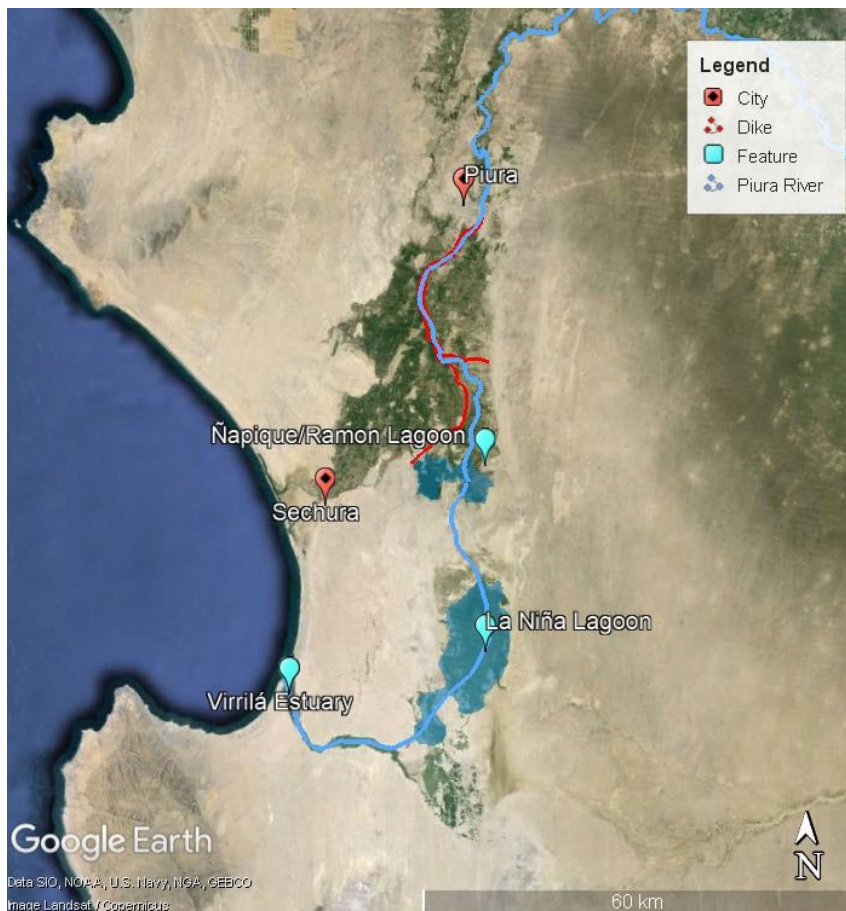 Legend
City
Dike
Feature
Piura River
Piura
Ñapique/Ramon Lagoon
Sechura
La Niña Lagoon
Virrilá Estuary
Google Earth
N
Data SIO, NOAA, U.S. Navy, NGA, GEBCO
Image Landsat / Copernicus
60 km